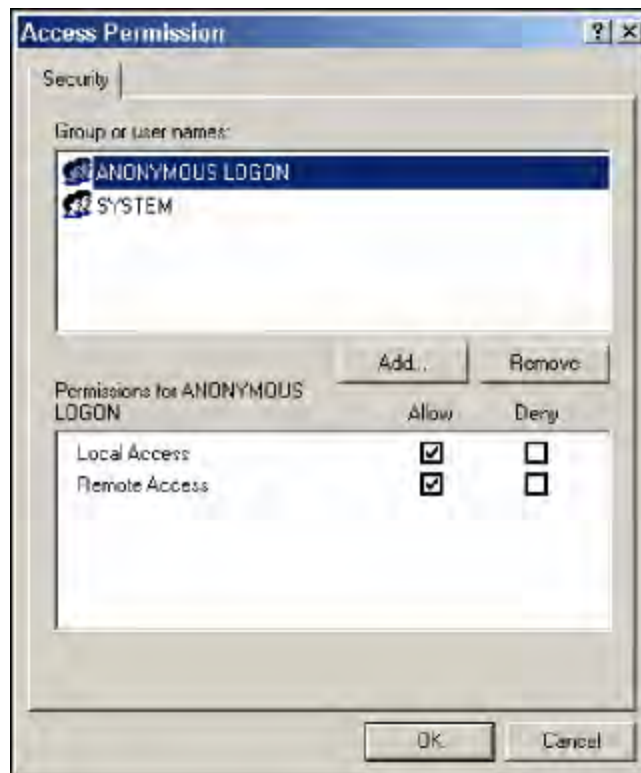 Access Permission
Security
Group or user names:
ANONYMOUS LOGON
SYSTEM
Add... Remove
Permissions for ANONYMOUS
LOGON Allow Deny
Local Access
Remote Access
OK Cancel